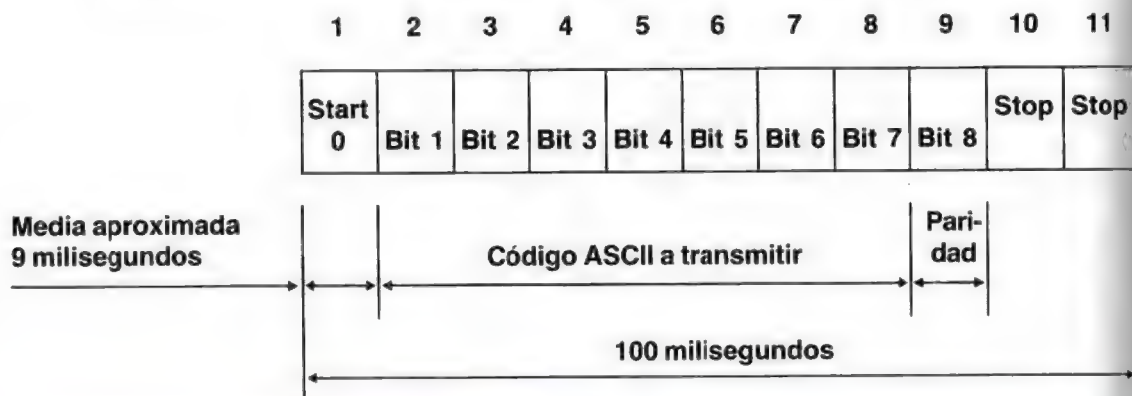 1 2 3 4 5 6 7 8 9 10 11
Start Stop Stop
0 Bit 1 Bit 2 Bit 3 Bit 4 Bit 5 Bit 6 Bit 7 Bit 8
Media aproximada
9 milisegundos
Código ASCII a transmitir
Pari-
dad
100 milisegundos